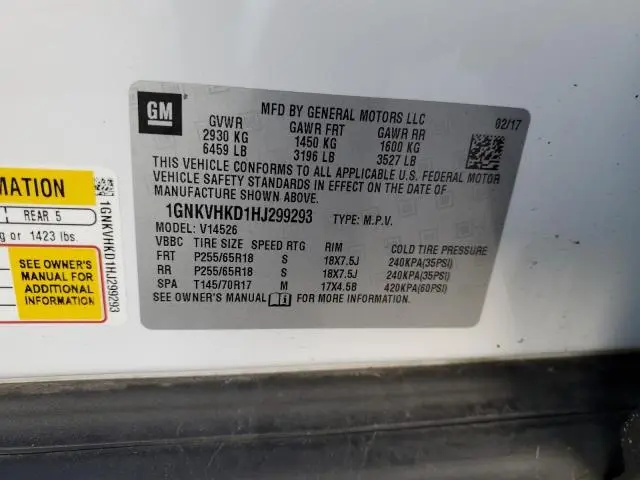 GM
MFD BY GENERAL MOTORS LLC 02/17
GVWR GAWR FRT GAWR RR
2930 KG 1450 KG 1600 KG
6459 LB 3196 LB 3527 LB
THIS VEHICLE CONFORMS TO ALL APPLICABLE U.S. FEDERAL MOTOR
VEHICLE SAFETY STANDARDS IN EFFECT ON THE DATE OF MANUFACTURE
SHOWN ABOVE.
1GNKVHKD1HJ299293 TYPE: M.P.V.
MODEL: V14526
VBBC TIRE SIZE SPEED RTG RIM COLD TIRE PRESSURE
FRT P255/65R18 S 18X7.5J 240KPA(35PSI)
RR P255/65R18 S 18X7.5J 240KPA(35PSI)
SPA T145/70R17 M 17X4.5B 420KPA(60PSI)
SEE OWNER'S MANUAL FOR MORE INFORMATION.
MATION
REAR 5
g or 1423 lbs.
SEE OWNER'S
MANUAL FOR
ADDITIONAL
INFORMATION
1GNKVHKD1HJ299293